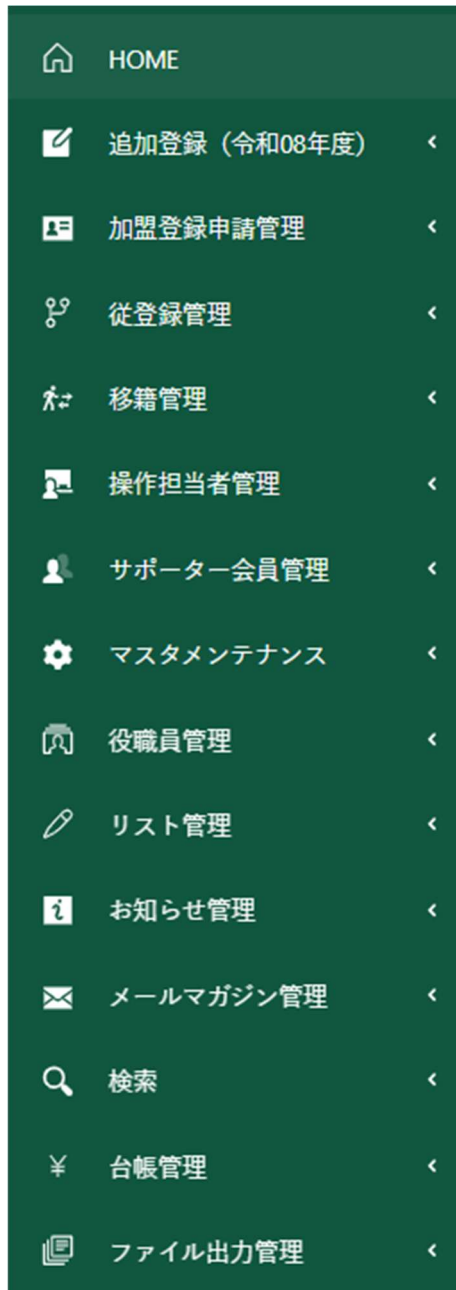 HOME
追加登録（令和08年度）
加盟登録申請管理
従登録管理
移籍管理
操作担当者管理
サポーター会員管理
マスタメンテナンス
役職員管理
リスト管理
お知らせ管理
メールマガジン管理
検索
台帳管理
ファイル出力管理